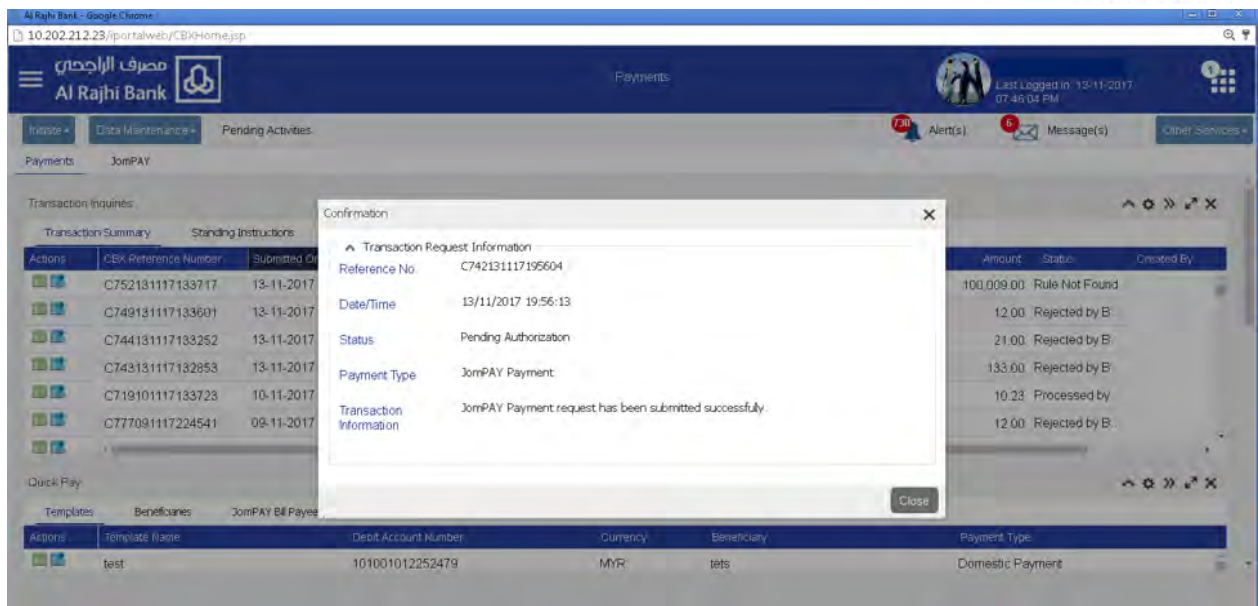 Al Rajhi Bank - Google Chrome
10.202.212.23/iportalweb/CBXHome.jsp
مصرف الراجحي
Al Rajhi Bank
Payments
Last Logged in 13-11-2017
07:46:04 PM
1
Initiate
Data Maintenance
Pending Activities
730
Alert(s)
6
Message(s)
Other Services
Payments JomPAY
Transaction Inquiries
Transaction Summary Standing Instructions
Actions CBX Reference Number Submitted On Amount Status Created By
C752131117133717 13-11-2017 100,009.00 Rule Not Found
C749131117133601 13-11-2017 12.00 Rejected by B
C744131117133252 13-11-2017 21.00 Rejected by B
C743131117132853 13-11-2017 133.00 Rejected by B
C719101117133723 10-11-2017 10.23 Processed by
C777091117224541 09-11-2017 12.00 Rejected by B
Confirmation
Transaction Request Information
Reference No. C742131117195604
Date/Time 13/11/2017 19:56:13
Status Pending Authorization
Payment Type JomPAY Payment
Transaction Information JomPAY Payment request has been submitted successfully.
Close
Quick Pay
Templates Beneficiaries JomPAY Bill Payee
Actions Template Name Debit Account Number Currency Beneficiary Payment Type
test 101001012252479 MYR tets Domestic Payment